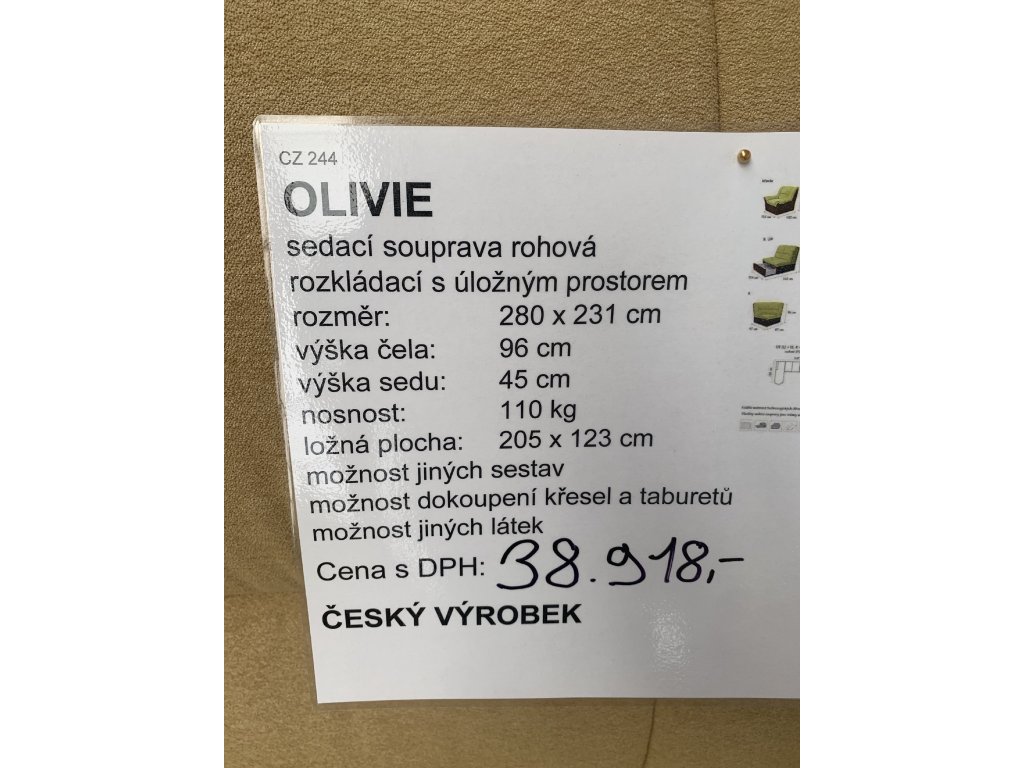 CZ 244
OLIVIE
sedací souprava rohová
rozkládací s úložným prostorem
rozměr: 280 x 231 cm
výška čela: 96 cm
výška sedu: 45 cm
nosnost: 110 kg
ložná plocha: 205 x 123 cm
možnost jiných sestav
možnost dokoupení křesel a taburetů
možnost jiných látek
Cena s DPH: 38.918,-
ČESKÝ VÝROBEK